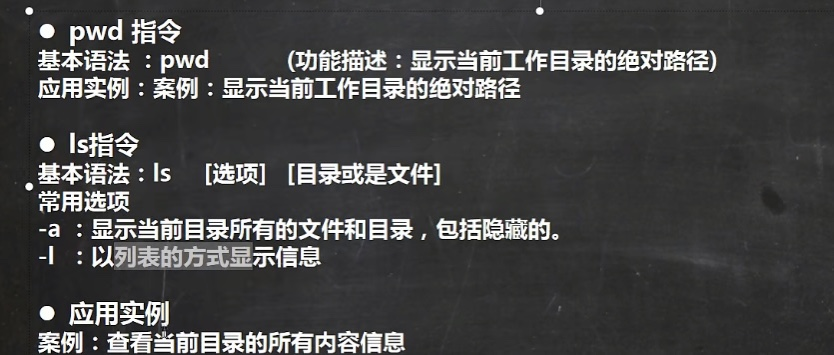 ● pwd 指令
基本语法 ：pwd (功能描述：显示当前工作目录的绝对路径)
应用实例：案例：显示当前工作目录的绝对路径
● ls指令
基本语法：ls [选项] [目录或是文件]
常用选项
-a ：显示当前目录所有的文件和目录，包括隐藏的。
-l ：以列表的方式显示信息
● 应用实例
案例：查看当前目录的所有内容信息